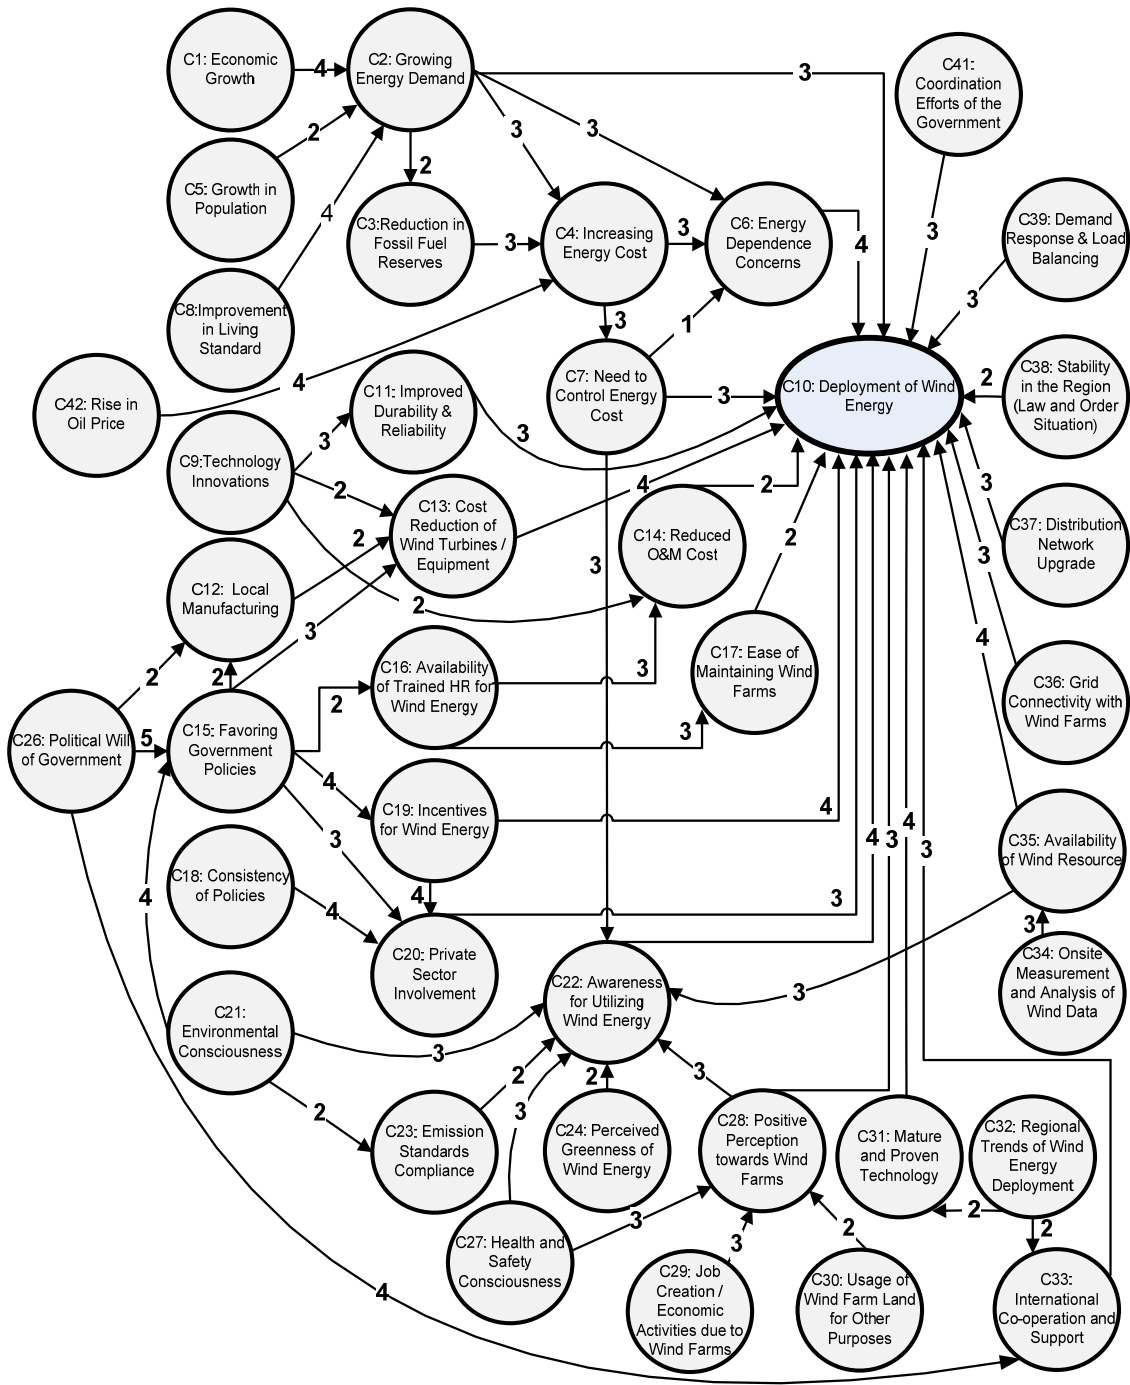 C1: Economic
Growth
4
C2: Growing
Energy Demand
3
C41:
Coordination
Efforts of the
Government
2
3
3
C5: Growth in
Population
2
C3:Reduction in
Fossil Fuel
Reserves
3
C4: Increasing
Energy Cost
3
C6: Energy
Dependence
Concerns
4
3
C39: Demand
Response & Load
Balancing
3
4
C8:Improvement
in Living
Standard
3
1
C42: Rise in
Oil Price
4
C11: Improved
Durability &
Reliability
C7: Need to
Control Energy
Cost
3
C10: Deployment of Wind
Energy
2
C38: Stability
in the Region
(Law and Order
Situation)
C9:Technology
Innovations
3
3
2
C13: Cost
Reduction of
Wind Turbines /
Equipment
4
2
3
C14: Reduced
O&M Cost
2
C37: Distribution
Network
Upgrade
2
3
3
C12:  Local
Manufacturing
2
3
C16: Availability
of Trained HR for
Wind Energy
3
C17: Ease of
Maintaining Wind
Farms
4
2
2
2
3
C36: Grid
Connectivity with
Wind Farms
C26: Political Will
of Government
5
C15: Favoring
Government
Policies
4
C19: Incentives
for Wind Energy
4
4
3
C35: Availability
of Wind Resource
C18: Consistency
of Policies
4
3
4
4
3
3
C20: Private
Sector
Involvement
C22: Awareness
for Utilizing
Wind Energy
3
3
C34: Onsite
Measurement
and Analysis of
Wind Data
C21:
Environmental
Consciousness
3
2
2
3
2
3
C23: Emission
Standards
Compliance
C24: Perceived
Greenness of
Wind Energy
C28: Positive
Perception
towards Wind
Farms
C31: Mature
and Proven
Technology
C32: Regional
Trends of Wind
Energy
Deployment
2
2
3
3
2
C27: Health and
Safety
Consciousness
C29: Job
Creation /
Economic
Activities due to
Wind Farms
C30: Usage of
Wind Farm Land
for Other
Purposes
C33:
International
Co-operation and
Support
4